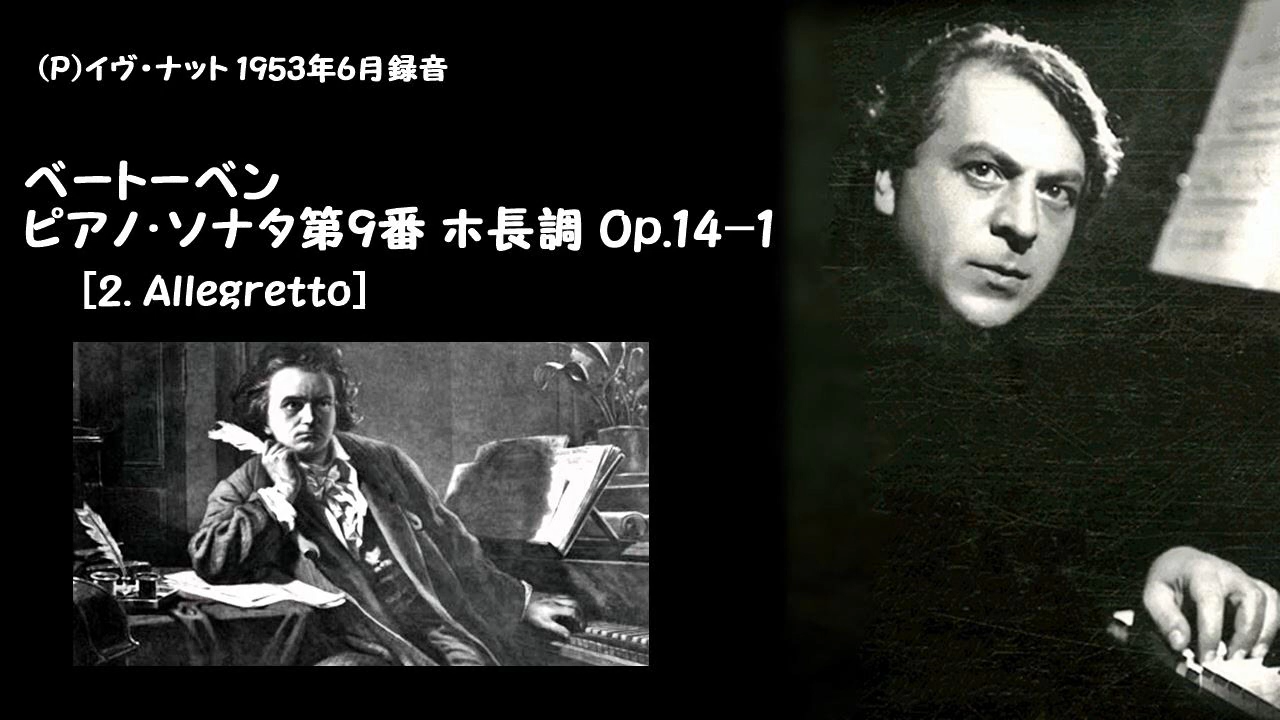 (P)イヴ・ナット 1953年6月録音
ベートーベン
ピアノ・ソナタ第9番 ホ長調 Op.14−1
[2. Allegretto]